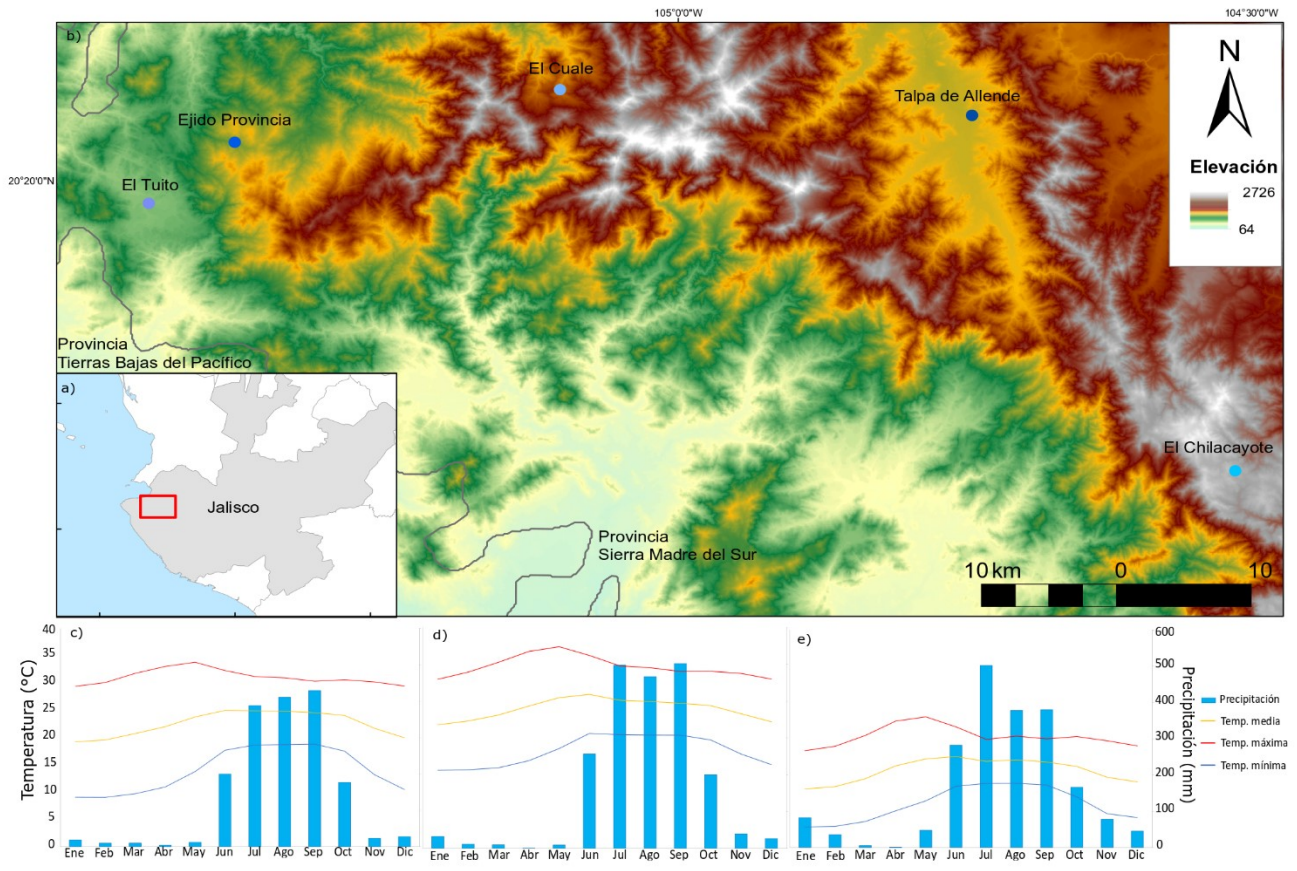 105°0'0"W
104°30'0"W
b)
N
El Cuale
Talpa de Allende
Ejido Provincia
Elevación
20°20'0"N
El Tuito
2726
64
Provincia
Tierras Bajas del Pacífico
a)
El Chilacayote
Jalisco
Provincia
Sierra Madre del Sur
10 km 0 10
c)
d)
e)
40
35
30
25
20
15
10
5
0
Temperatura (°C)
600
500
400
300
200
100
0
Precipitación (mm)
Precipitación
Temp. media
Temp. máxima
Temp. mínima
Ene Feb Mar Abr May Jun Jul Ago Sep Oct Nov Dic
Ene Feb Mar Abr May Jun Jul Ago Sep Oct Nov Dic
Ene Feb Mar Abr May Jun Jul Ago Sep Oct Nov Dic